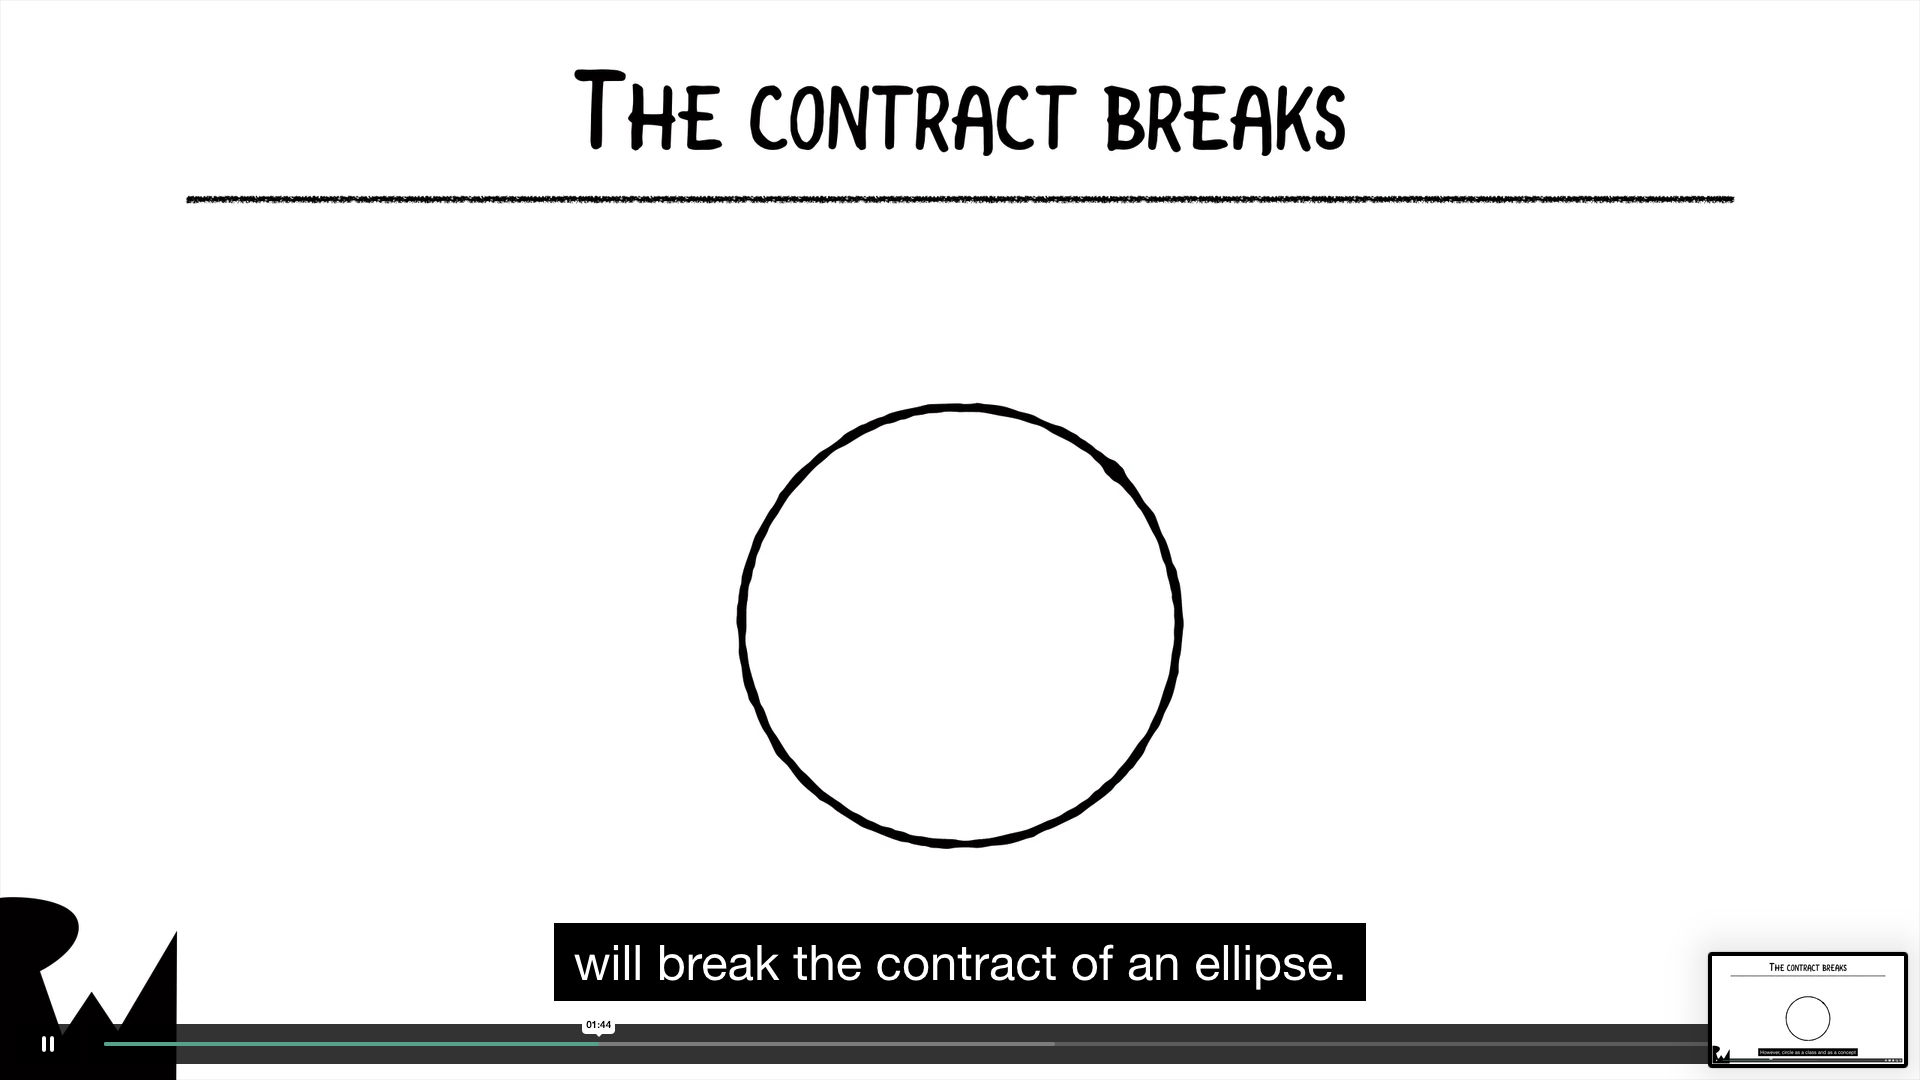 THE CONTRACT BREAKS
will break the contract of an ellipse.
01:44
THE CONTRACT BREAKS
However, circle as a class and as a concept